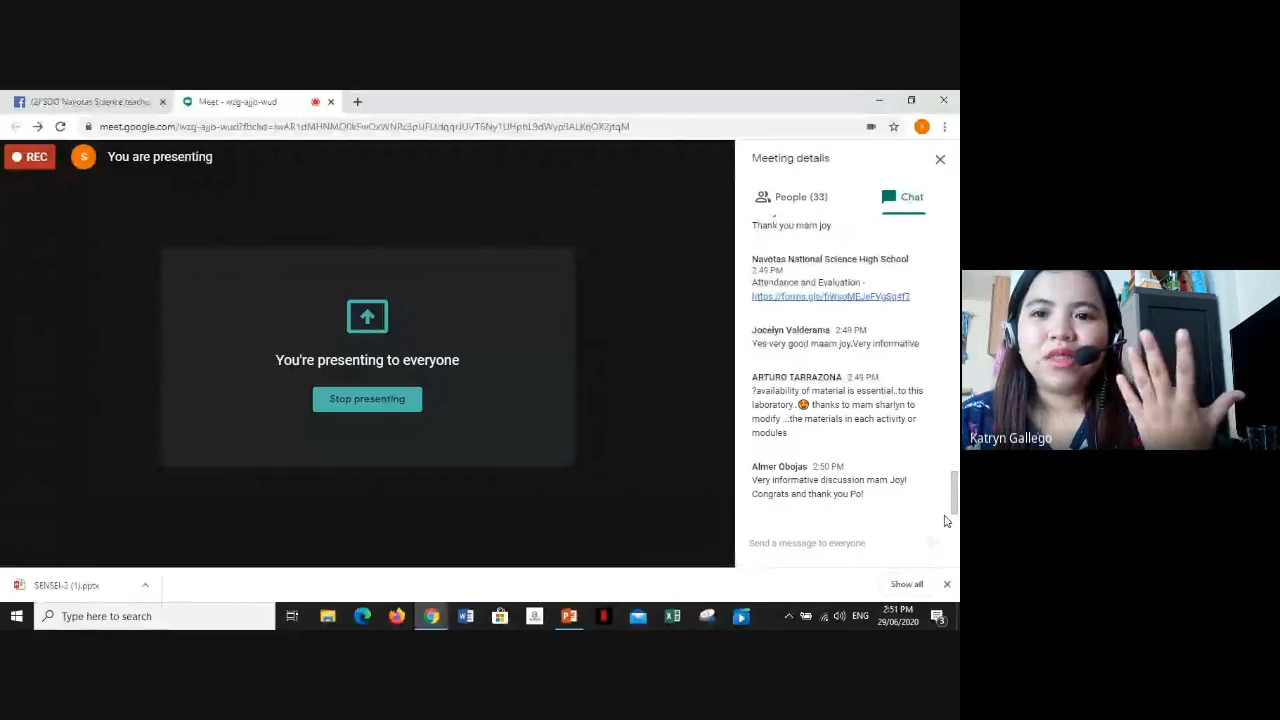 (2) SDO Navotas Science teache
Meet - wzg-ajjb-wud
REC
S
You are presenting
Meeting details
People (33)
Chat
Thank you mam joy
Navotas National Science High School
2:49 PM
Attendance and Evaluation -
Jocelyn Valderama 2:49 PM
Yes very good maam joy.Very informative
ARTURO TARRAZONA 2:49 PM
?availability of material is essential..to this
laboratory.. thanks to mam sharlyn to
modify ...the materials in each activity or
modules
Almer Obojas 2:50 PM
Very informative discussion mam Joy!
Congrats and thank you Po!
Send a message to everyone
You're presenting to everyone
Stop presenting
Katryn Gallego
SENSEI-2 (1).pptx
Show all
Type here to search
ENG
2:51 PM
29/06/2020
3